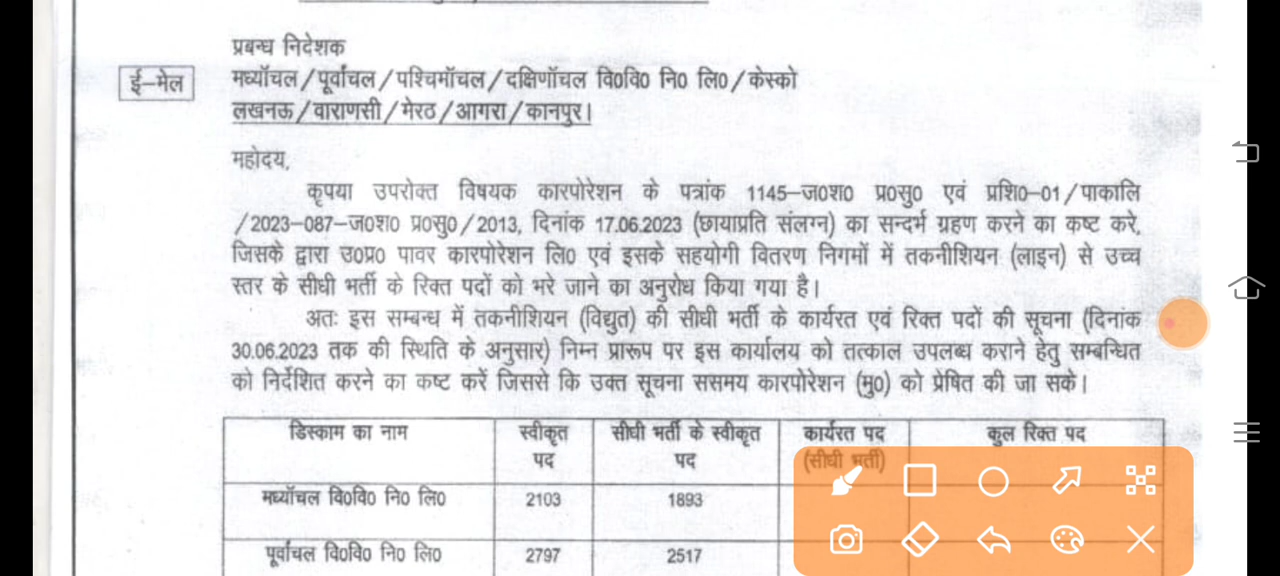 प्रबन्ध निदेशक
ई–मेल
मध्यॉचल/पूर्वांचल/पश्चिमॉचल/दक्षिणॉचल वि0वि0 नि0 लि0/केस्को
लखनऊ/वाराणसी/मेरठ/आगरा/कानपुर।
महोदय,
कृपया उपरोक्त विषयक कारपोरेशन के पत्रांक 1145–ज0श0 प्र0सु0 एवं प्रशि0–01/पाकालि
/2023–087–ज0श0 प्र0सु0/2013, दिनांक 17.06.2023 (छायाप्रति संलग्न) का सन्दर्भ ग्रहण करने का कष्ट करे,
जिसके द्वारा उ0प्र0 पावर कारपोरेशन लि0 एवं इसके सहयोगी वितरण निगमों में तकनीशियन (लाइन) से उच्च
स्तर के सीधी भर्ती के रिक्त पदों को भरे जाने का अनुरोध किया गया है।
अतः इस सम्बन्ध में तकनीशियन (विद्युत) की सीधी भर्ती के कार्यरत एवं रिक्त पदों की सूचना (दिनांक
30.06.2023 तक की स्थिति के अनुसार) निम्न प्रारूप पर इस कार्यालय को तत्काल उपलब्ध कराने हेतु सम्बन्धित
को निर्देशित करने का कष्ट करें जिससे कि उक्त सूचना ससमय कारपोरेशन (मु0) को प्रेषित की जा सके।
डिस्काम का नाम स्वीकृत पद सीधी भर्ती के स्वीकृत पद कार्यरत पद (सीधी भर्ती) कुल रिक्त पद
मध्यॉचल वि0वि0 नि0 लि0 2103 1893
पूर्वांचल वि0वि0 नि0 लि0 2797 2517